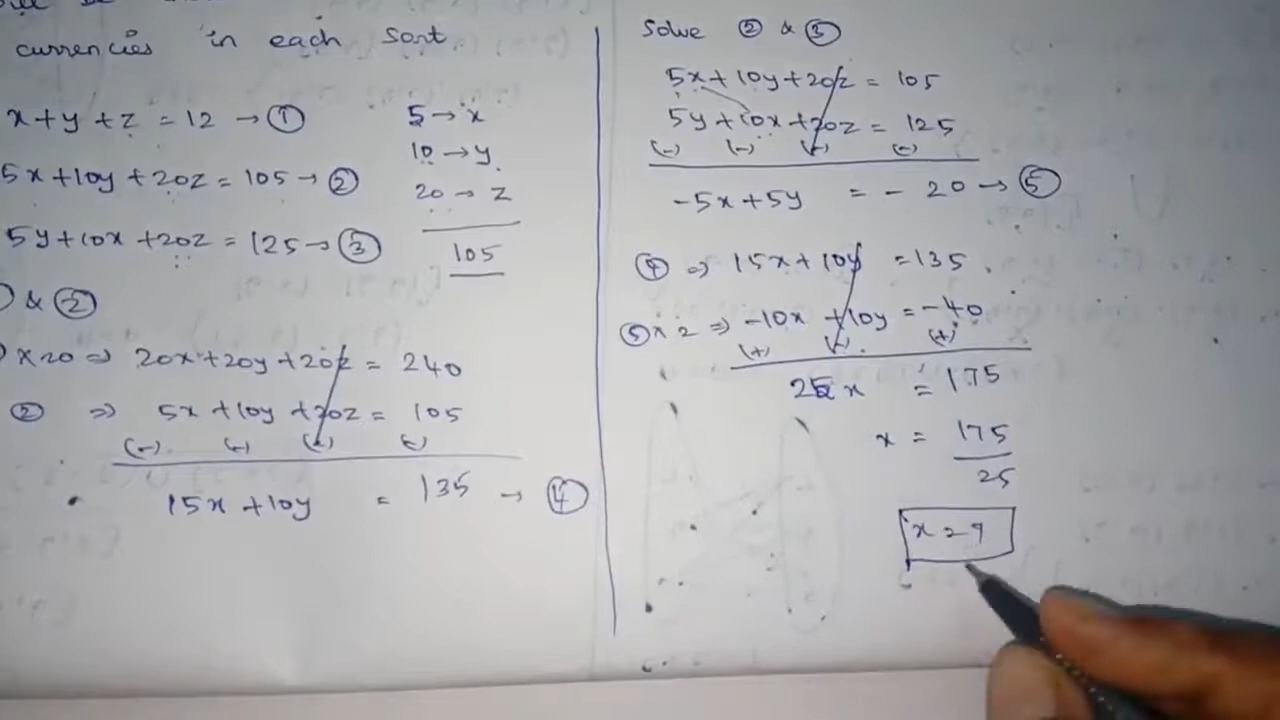 currencies in each sort
x+y+z = 12 → ①
5x+10y+20z = 105 → ②
5y+10x+20z = 125 → ③
5 → x
10 → y
20 → z
105
& ②
x20 ⇒ 20x+20y+20z = 240
② ⇒ 5x+10y+20z = 105
(-) (-) (-) (-)
15x+10y = 135 → ④
Solve ② & ③
5x+10y+20z = 105
5y+10x+20z = 125
(-) (-) (-) (-)
-5x+5y = -20 → ⑤
④ ⇒ 15x+10y = 135
⑤x2 ⇒ -10x+10y = -40
(+) (-) (+)
25x = 175
x = 175
25
x = 7